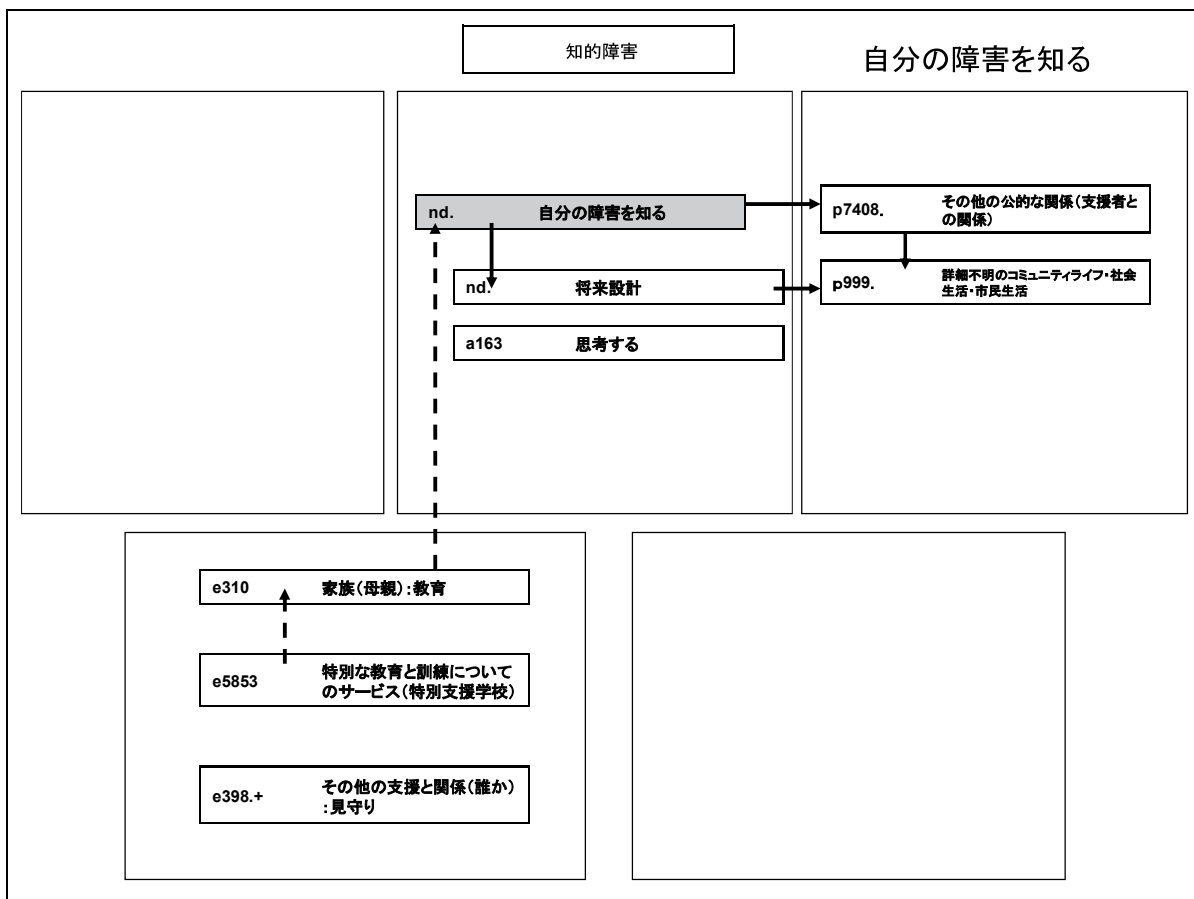 知的障害
自分の障害を知る
nd. 自分の障害を知る
p7408. その他の公的な関係(支援者と
の関係)
nd. 将来設計
p999. 詳細不明のコミュニティライフ・社会
生活・市民生活
a163 思考する
e310 家族(母親):教育
e5853 特別な教育と訓練について
のサービス(特別支援学校)
e398.+ その他の支援と関係(誰か)
:見守り